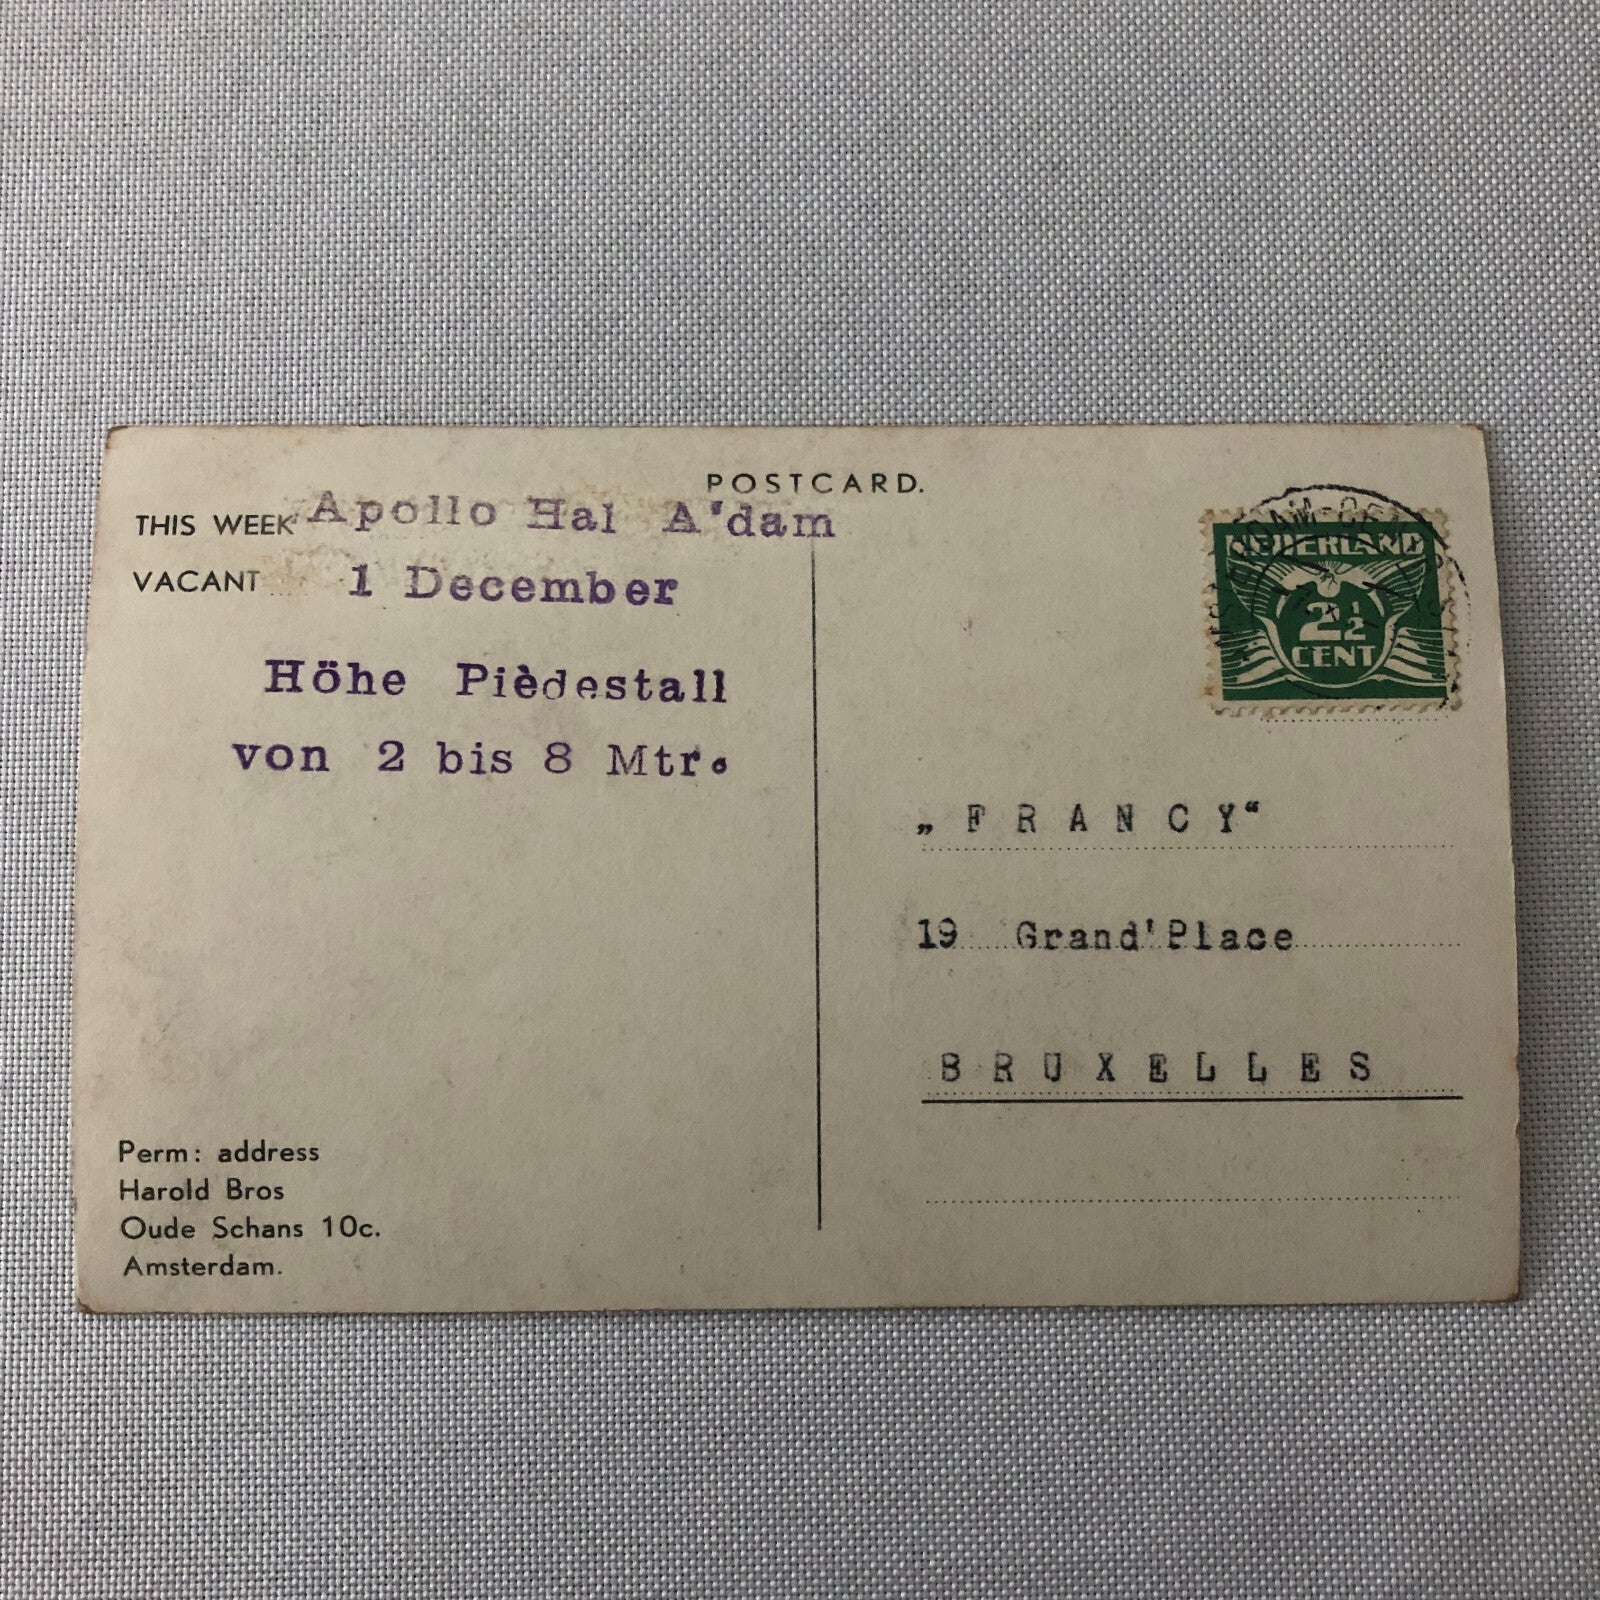 POSTCARD.
THIS WEEK Apollo Hal A'dam
VACANT 1 December
Höhe Pièdestall
von 2 bis 8 Mtr.
Perm: address
Harold Bros
Oude Schans 10c.
Amsterdam.
NEDERLAND
2½
CENT
„FRANCY“
19 Grand'Place
BRUXELLES